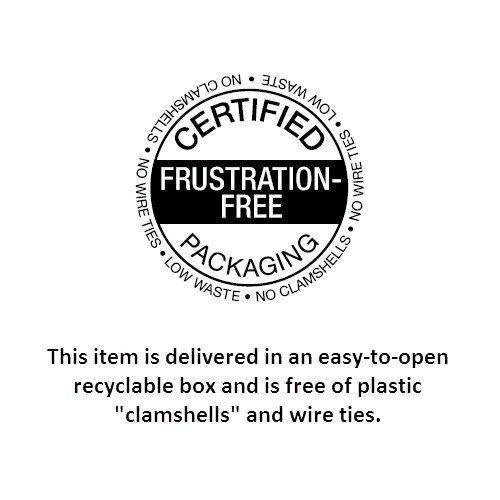 NO CLAMSHELLS • LOW WASTE • NO WIRE TIES • NO CLAMSHELLS • LOW WASTE • NO WIRE TIES •
CERTIFIED
FRUSTRATION-
FREE
PACKAGING
This item is delivered in an easy-to-open
recyclable box and is free of plastic
"clamshells" and wire ties.